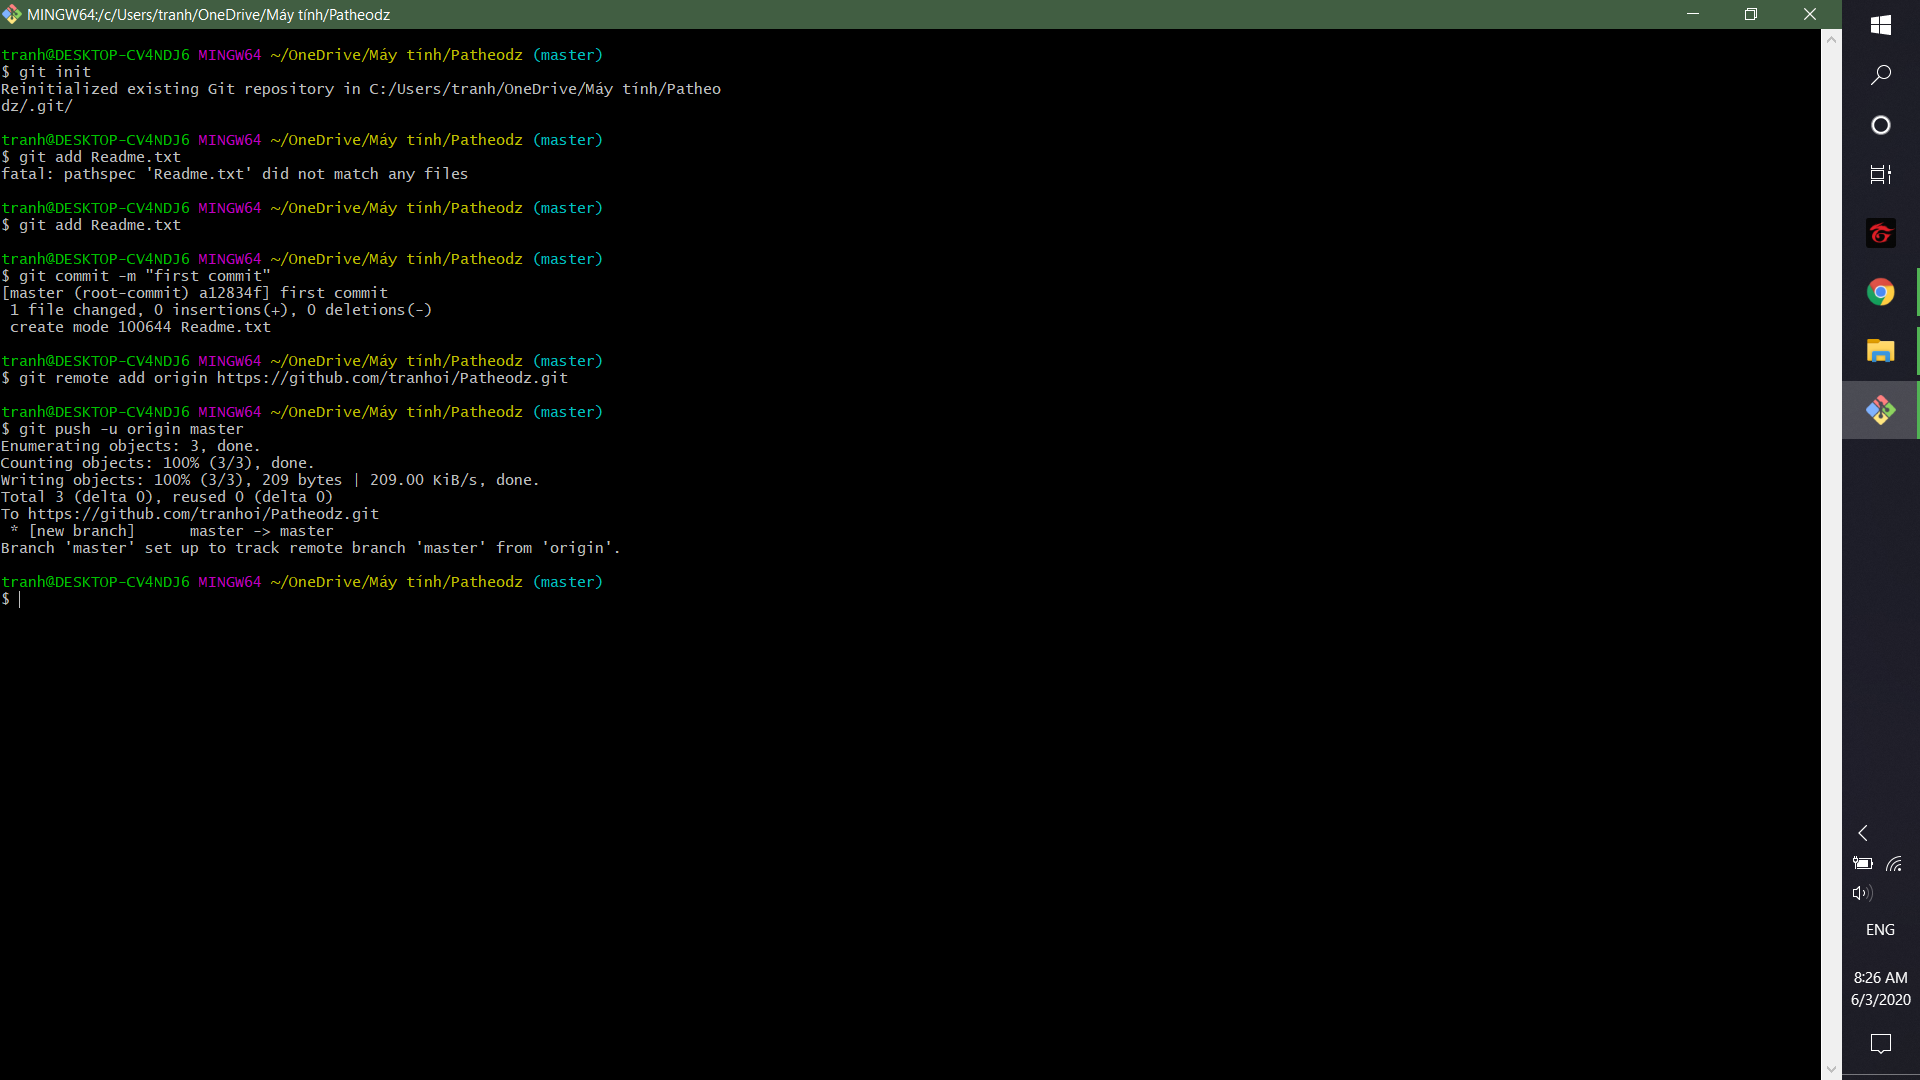 MINGW64:/c/Users/tranh/OneDrive/Máy tính/Patheodz
tranh@DESKTOP-CV4NDJ6 MINGW64 ~/OneDrive/Máy tính/Patheodz (master)
$ git init
Reinitialized existing Git repository in C:/Users/tranh/OneDrive/Máy tính/Patheo
dz/.git/
tranh@DESKTOP-CV4NDJ6 MINGW64 ~/OneDrive/Máy tính/Patheodz (master)
$ git add Readme.txt
fatal: pathspec 'Readme.txt' did not match any files
tranh@DESKTOP-CV4NDJ6 MINGW64 ~/OneDrive/Máy tính/Patheodz (master)
$ git add Readme.txt
tranh@DESKTOP-CV4NDJ6 MINGW64 ~/OneDrive/Máy tính/Patheodz (master)
$ git commit -m "first commit"
[master (root-commit) a12834f] first commit
 1 file changed, 0 insertions(+), 0 deletions(-)
 create mode 100644 Readme.txt
tranh@DESKTOP-CV4NDJ6 MINGW64 ~/OneDrive/Máy tính/Patheodz (master)
$ git remote add origin https://github.com/tranhoi/Patheodz.git
tranh@DESKTOP-CV4NDJ6 MINGW64 ~/OneDrive/Máy tính/Patheodz (master)
$ git push -u origin master
Enumerating objects: 3, done.
Counting objects: 100% (3/3), done.
Writing objects: 100% (3/3), 209 bytes | 209.00 KiB/s, done.
Total 3 (delta 0), reused 0 (delta 0)
To https://github.com/tranhoi/Patheodz.git
 * [new branch]      master -> master
Branch 'master' set up to track remote branch 'master' from 'origin'.
tranh@DESKTOP-CV4NDJ6 MINGW64 ~/OneDrive/Máy tính/Patheodz (master)
$
ENG
8:26 AM
6/3/2020